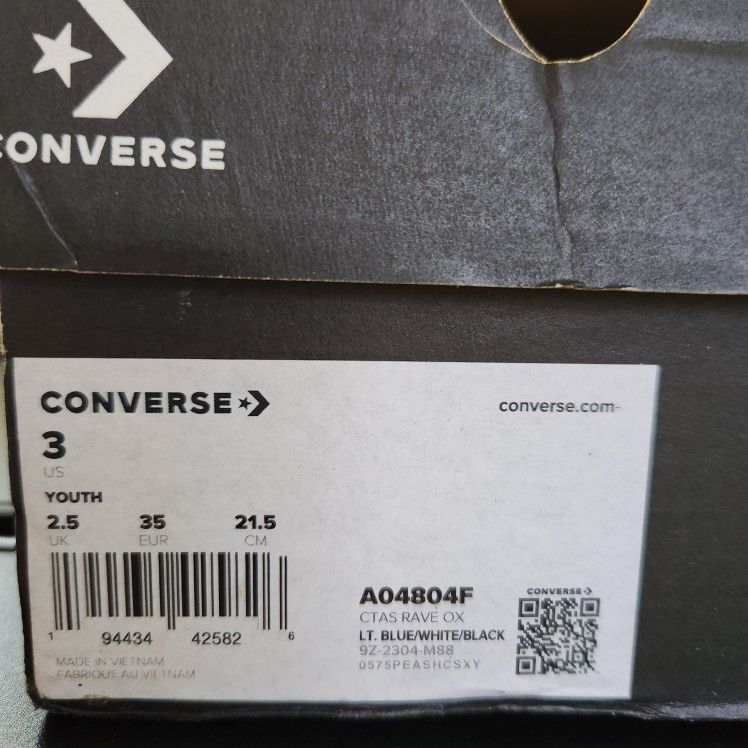 CONVERSE
CONVERSE
converse.com
3
US
YOUTH
2.5 35 21.5
UK EUR CM
1 94434 42582 6
MADE IN VIETNAM
FABRIQUE AU VIETNAM
A04804F
CTAS RAVE OX
LT. BLUE/WHITE/BLACK
9Z-2304-M88
0575PEASHCSXY
CONVERSE